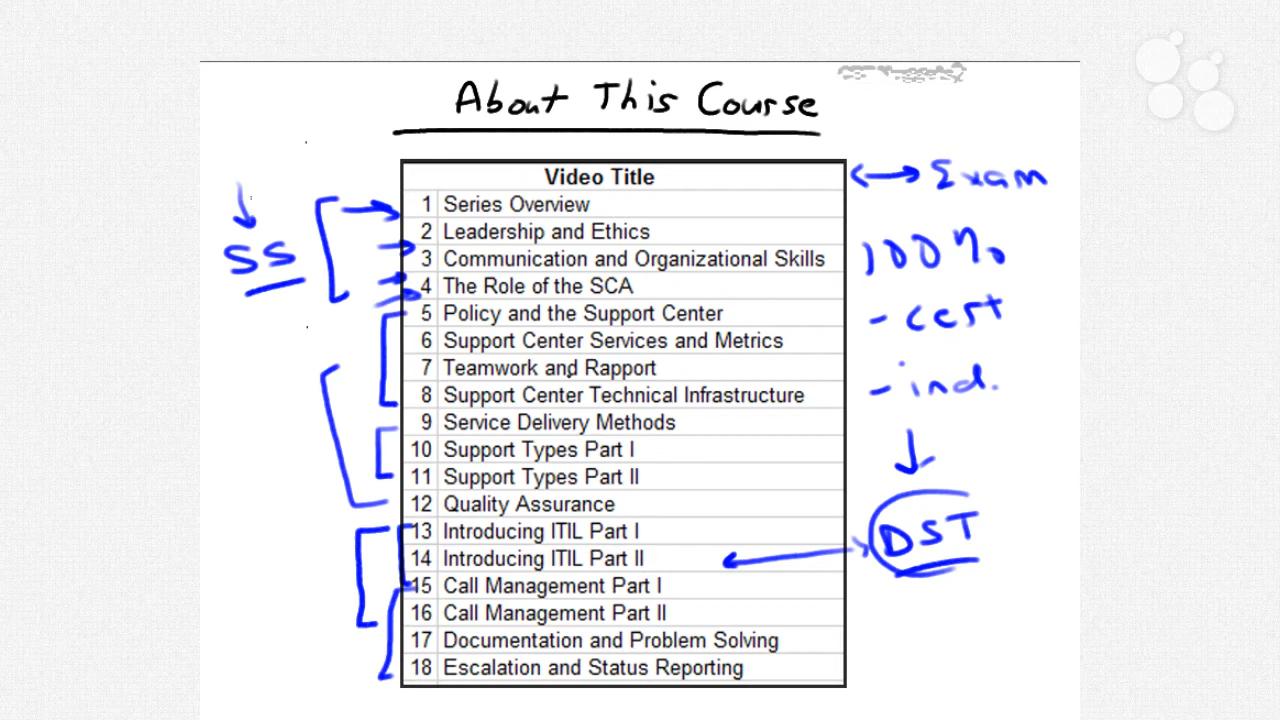 About This Course
Video Title
Exam
1 Series Overview
2 Leadership and Ethics
SS
3 Communication and Organizational Skills
100%
4 The Role of the SCA
5 Policy and the Support Center
- cert
6 Support Center Services and Metrics
7 Teamwork and Rapport
- ind.
8 Support Center Technical Infrastructure
9 Service Delivery Methods
10 Support Types Part I
11 Support Types Part II
12 Quality Assurance
13 Introducing ITIL Part I
DST
14 Introducing ITIL Part II
15 Call Management Part I
16 Call Management Part II
17 Documentation and Problem Solving
18 Escalation and Status Reporting